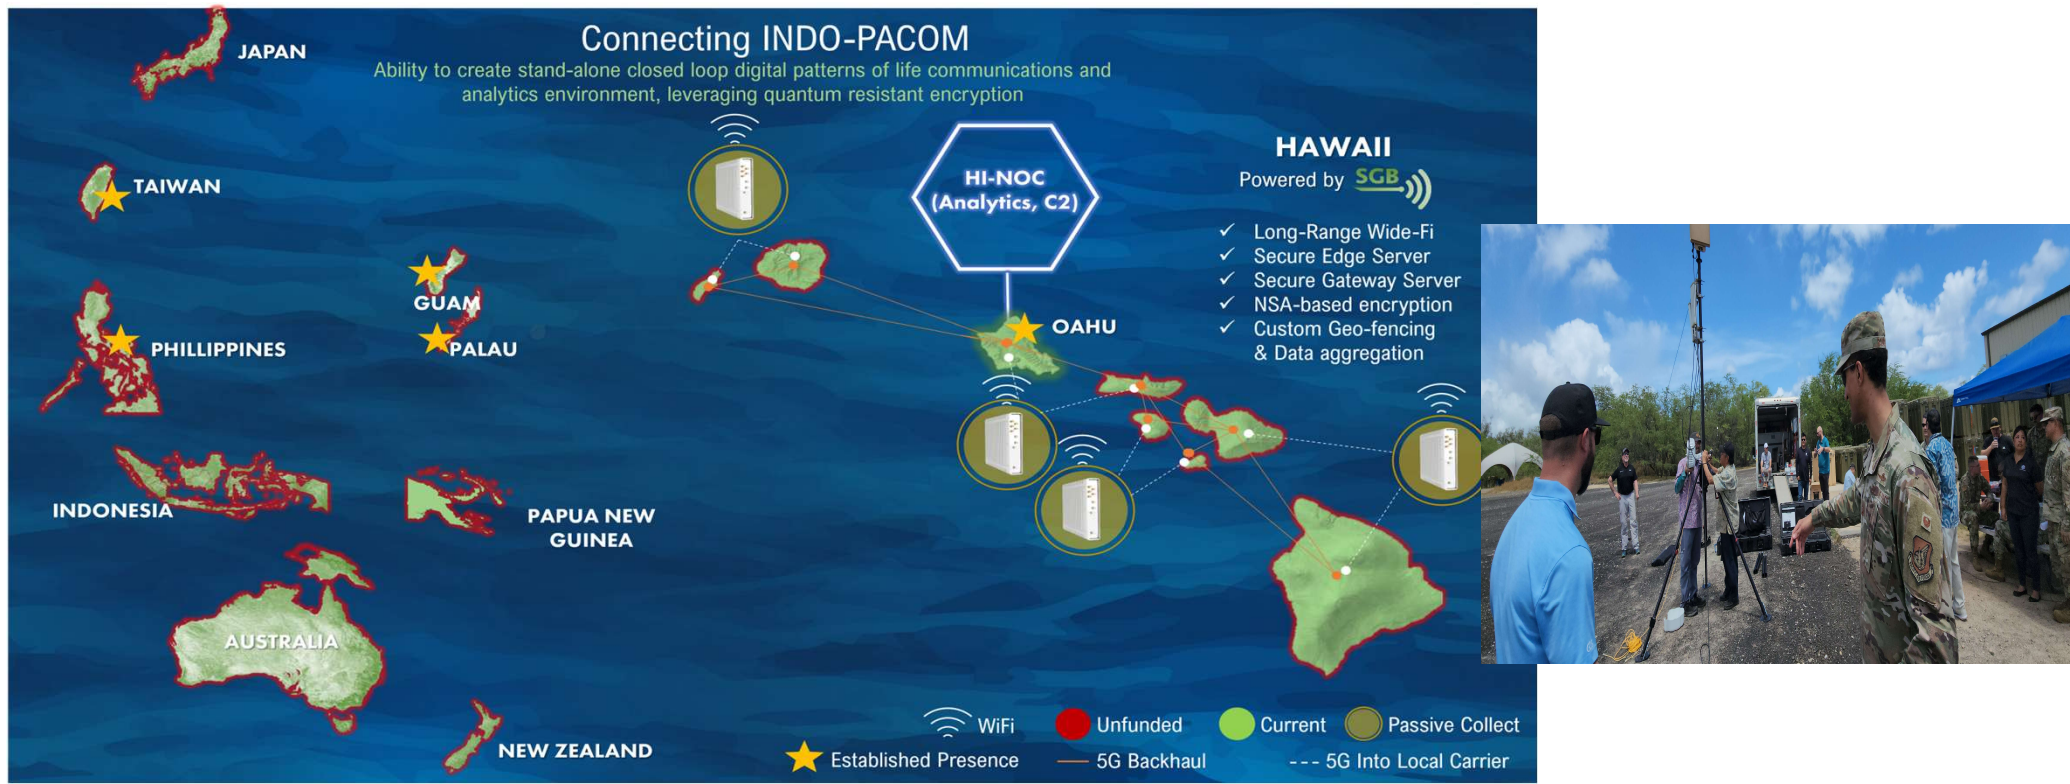 Connecting INDO-PACOM
Ability to create stand-alone closed loop digital patterns of life communications and
analytics environment, leveraging quantum resistant encryption
JAPAN
TAIWAN
GUAM
PHILLIPPINES
PALAU
INDONESIA
PAPUA NEW
GUINEA
AUSTRALIA
NEW ZEALAND
HI-NOC
(Analytics, C2)
OAHU
HAWAII
Powered by SGB
✓ Long-Range Wide-Fi
✓ Secure Edge Server
✓ Secure Gateway Server
✓ NSA-based encryption
✓ Custom Geo-fencing
& Data aggregation
WiFi
Unfunded
Current
Passive Collect
Established Presence
5G Backhaul
5G Into Local Carrier